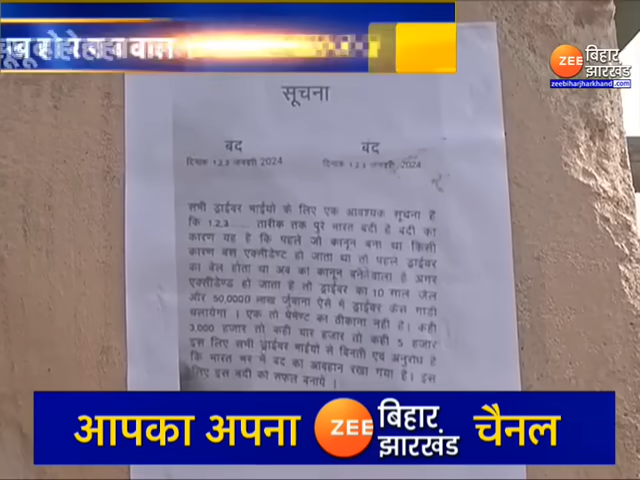 ZEE बिहार झारखंड
zeebiharjharkhand.com
सूचना
बंद बंद
दिनांक 1.2.3 जनवरी 2024 दिनांक 1.2.3 जनवरी, 2024
सभी ड्राईवर भाईयो के लिए एक आवश्यक सूचना है
कि 1.2.3..... तारीक तक पुरे भारत बंदी है बंदी का
कारण यह है कि पहले जो कानून बना था किसी
कारण बस एक्सीडेण्ट हो जाता था तो पहले ड्राईवर
का बेल होता था अब का कानून बनेवाला है अगर
एक्सीडेण्ड हो जाता है तो ड्राईवर का 10 साल जेल
और 50,0000 लाख जुर्वाना ऐसे में ड्राईवर कैसे गाडी
चलायेगा । एक तो पेमेण्ट का ठीकाना नही है। कही
3,000 हजार तो कही चार हजार तो कही 5 हजार
इस लिए सभी ड्राईवर भाईयो से बिनती एवं अनुरोध है
कि भारत भर मे बंद का आवहान रखा गया है। इस
लिए इस बंदी को सफल बनाये |
आपका अपना ZEE बिहार झारखंड चैनल